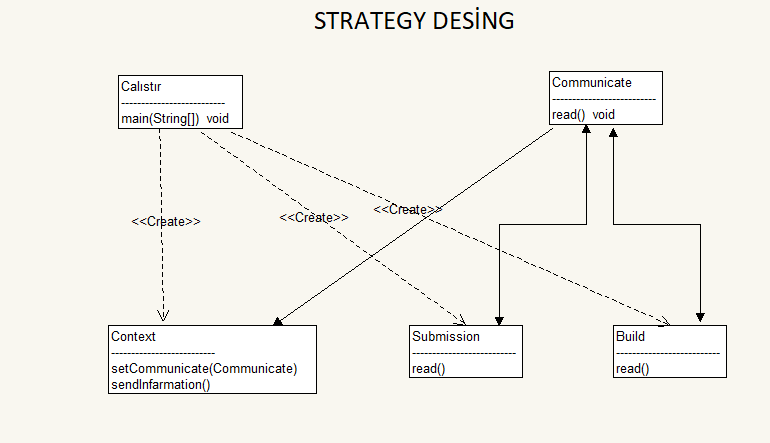 STRATEGY DESİNG
Calıstır
--------------------------
main(String[])  void
Communicate
--------------------------
read()  void
<<Create>>
<<Create>>
<<Create>>
Context
--------------------------
setCommunicate(Communicate)
sendInfarmation()
Submission
--------------------------
read()
Build
--------------------------
read()